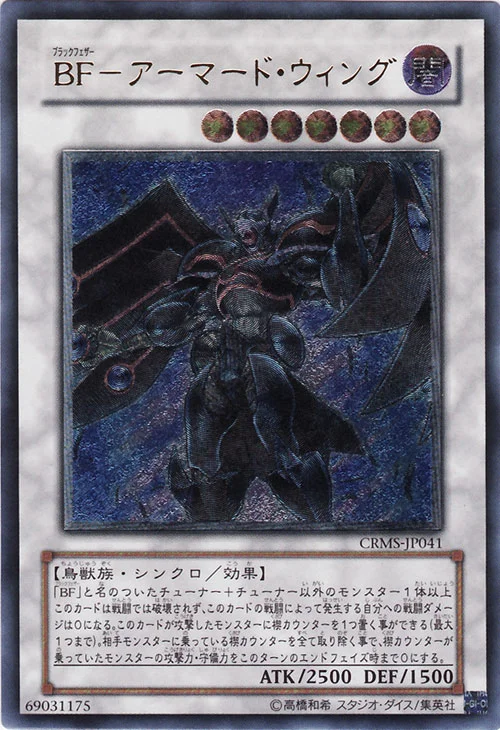 ブラックフェザー
BF－アーマード・ウィング
闇
CRMS-JP041
【鳥獣族・シンクロ／効果】
「BF」と名のついたチューナー＋チューナー以外のモンスター1体以上
このカードは戦闘では破壊されず、このカードの戦闘によって発生する自分への戦闘ダメー
ジは0になる。このカードが攻撃したモンスターに楔カウンターを1つ置く事ができる（最大
1つまで）。相手モンスターに乗っている楔カウンターを全て取り除く事で、楔カウンターが
乗っていたモンスターの攻撃力・守備力をこのターンのエンドフェイズ時まで0にする。
ATK/2500 DEF/1500
69031175
©高橋和希 スタジオ・ダイス/集英社